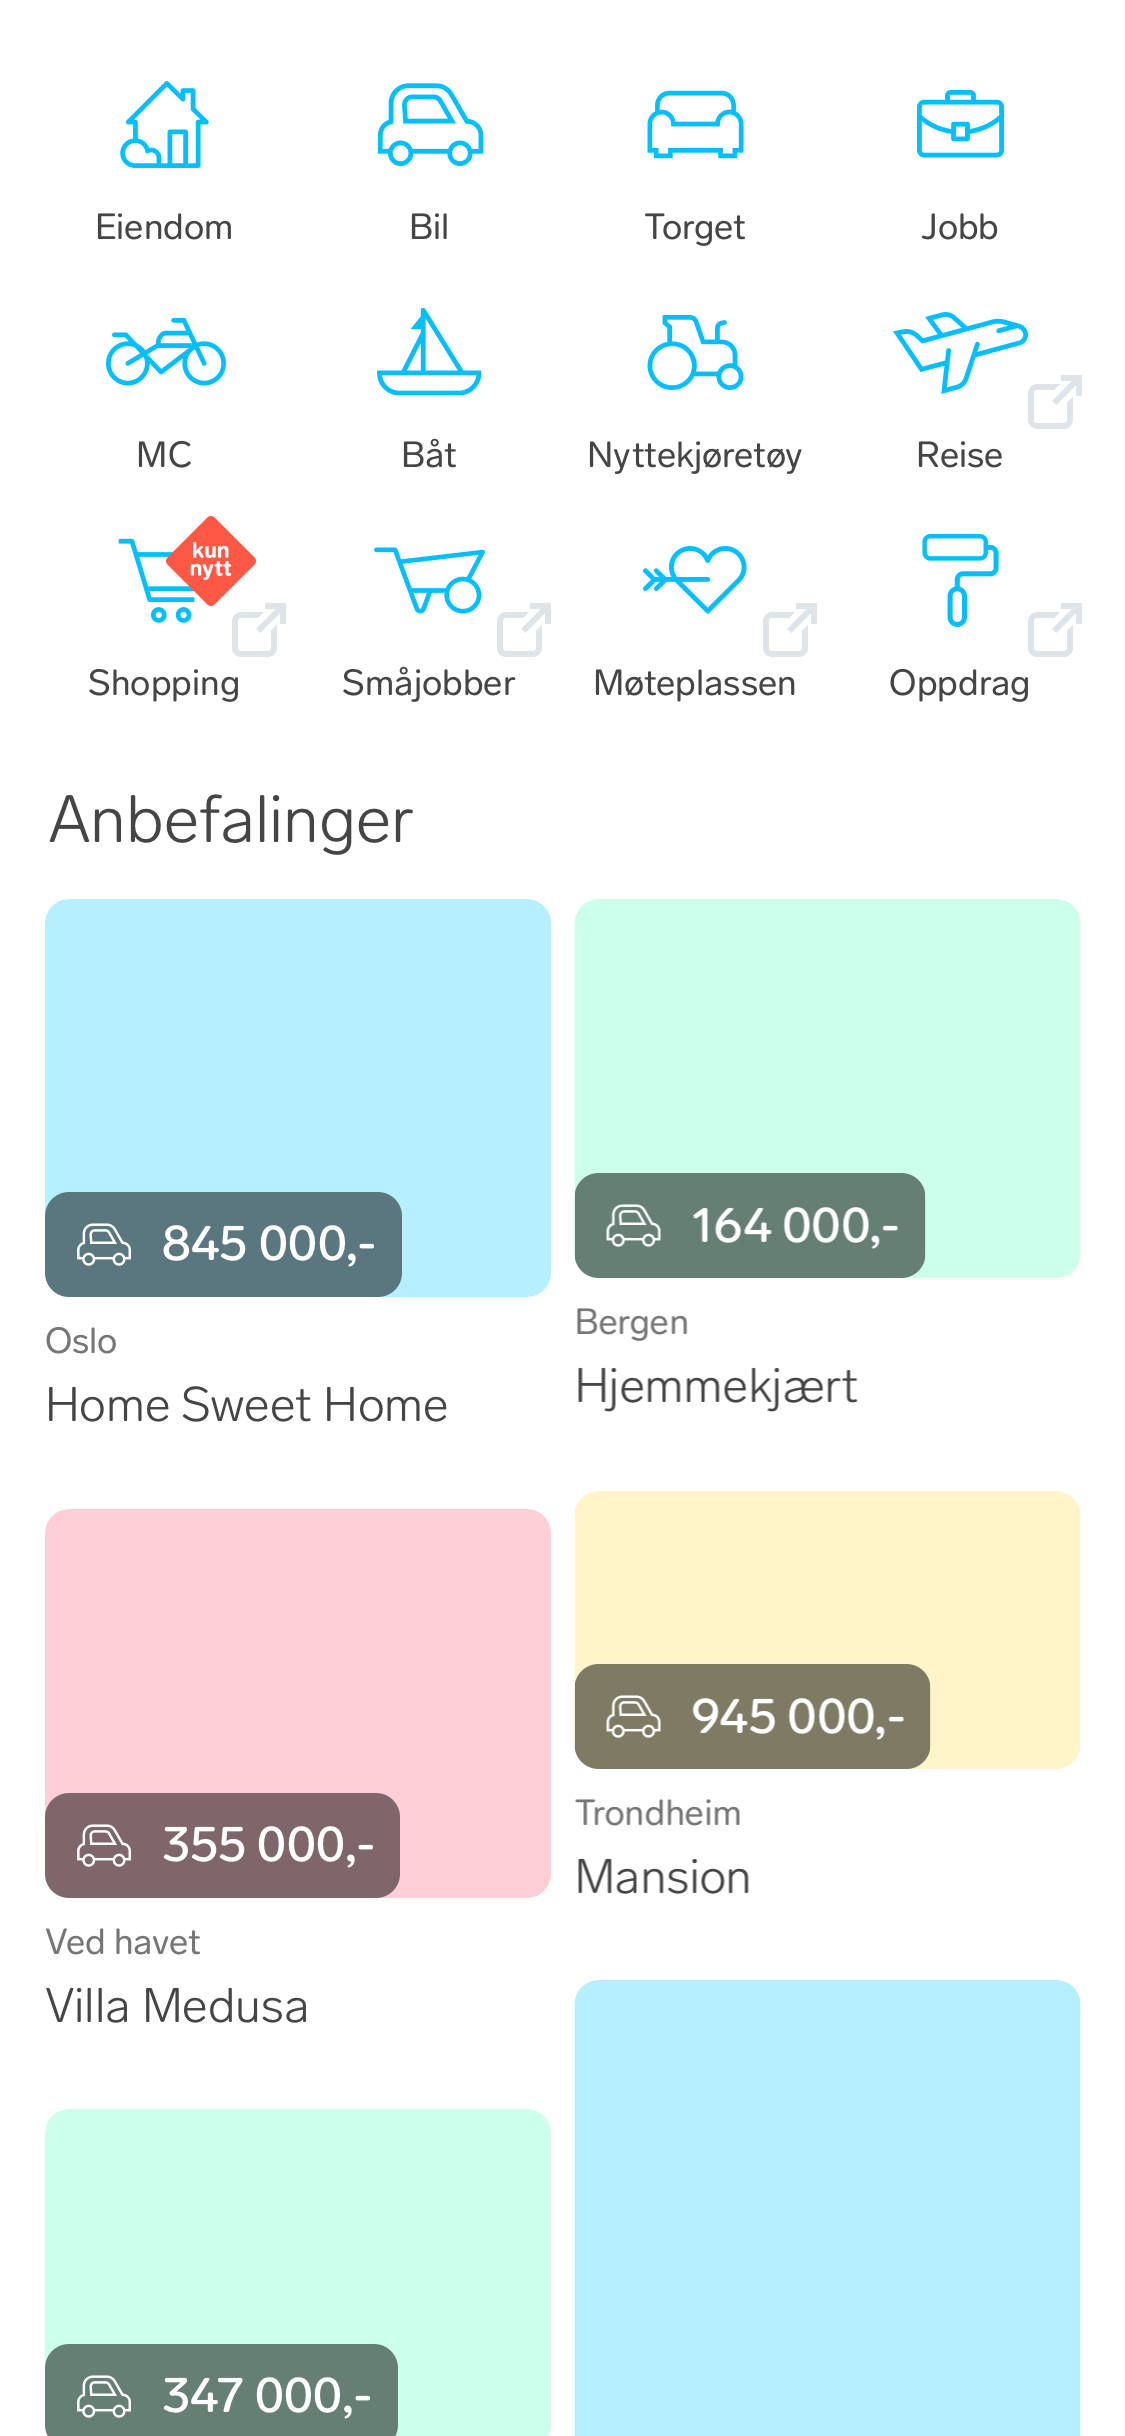 Eiendom
Bil
Torget
Jobb
MC
Båt
Nyttekjøretøy
Reise
kun
nytt
Shopping
Småjobber
Møteplassen
Oppdrag
Anbefalinger
845 000,-
Oslo
Home Sweet Home
164 000,-
Bergen
Hjemmekjært
355 000,-
Ved havet
Villa Medusa
945 000,-
Trondheim
Mansion
347 000,-